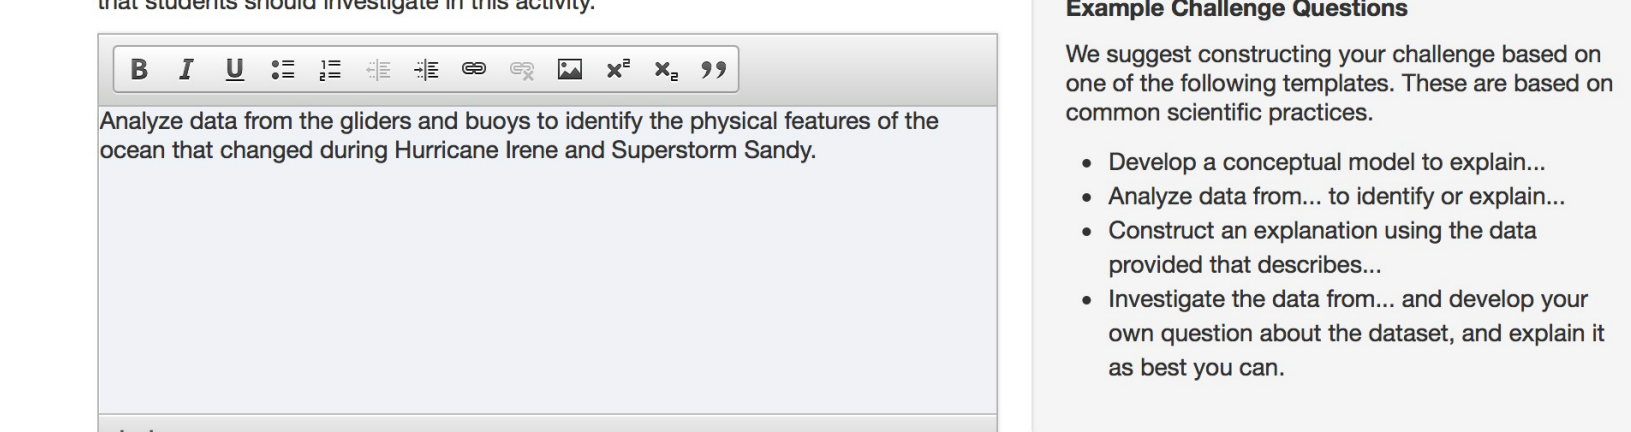 that students should investigate in this activity.
B I U x² x₂ ”
Analyze data from the gliders and buoys to identify the physical features of the
ocean that changed during Hurricane Irene and Superstorm Sandy.
Example Challenge Questions
We suggest constructing your challenge based on
one of the following templates. These are based on
common scientific practices.
• Develop a conceptual model to explain...
• Analyze data from... to identify or explain...
• Construct an explanation using the data
provided that describes...
• Investigate the data from... and develop your
own question about the dataset, and explain it
as best you can.